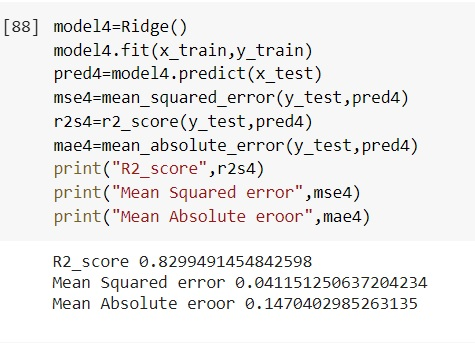 [88] model4=Ridge()
model4.fit(x_train,y_train)
pred4=model4.predict(x_test)
mse4=mean_squared_error(y_test,pred4)
r2s4=r2_score(y_test,pred4)
mae4=mean_absolute_error(y_test,pred4)
print("R2_score",r2s4)
print("Mean Squared error",mse4)
print("Mean Absolute eroor",mae4)
R2_score 0.8299491454842598
Mean Squared error 0.041151250637204234
Mean Absolute eroor 0.1470402985263135